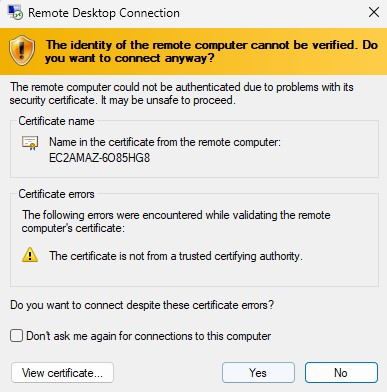 Remote Desktop Connection
The identity of the remote computer cannot be verified. Do
you want to connect anyway?
The remote computer could not be authenticated due to problems with its
security certificate. It may be unsafe to proceed.
Certificate name
Name in the certificate from the remote computer:
EC2AMAZ-6O85HG8
Certificate errors
The following errors were encountered while validating the remote
computer's certificate:
The certificate is not from a trusted certifying authority.
Do you want to connect despite these certificate errors?
Don't ask me again for connections to this computer
View certificate... Yes No